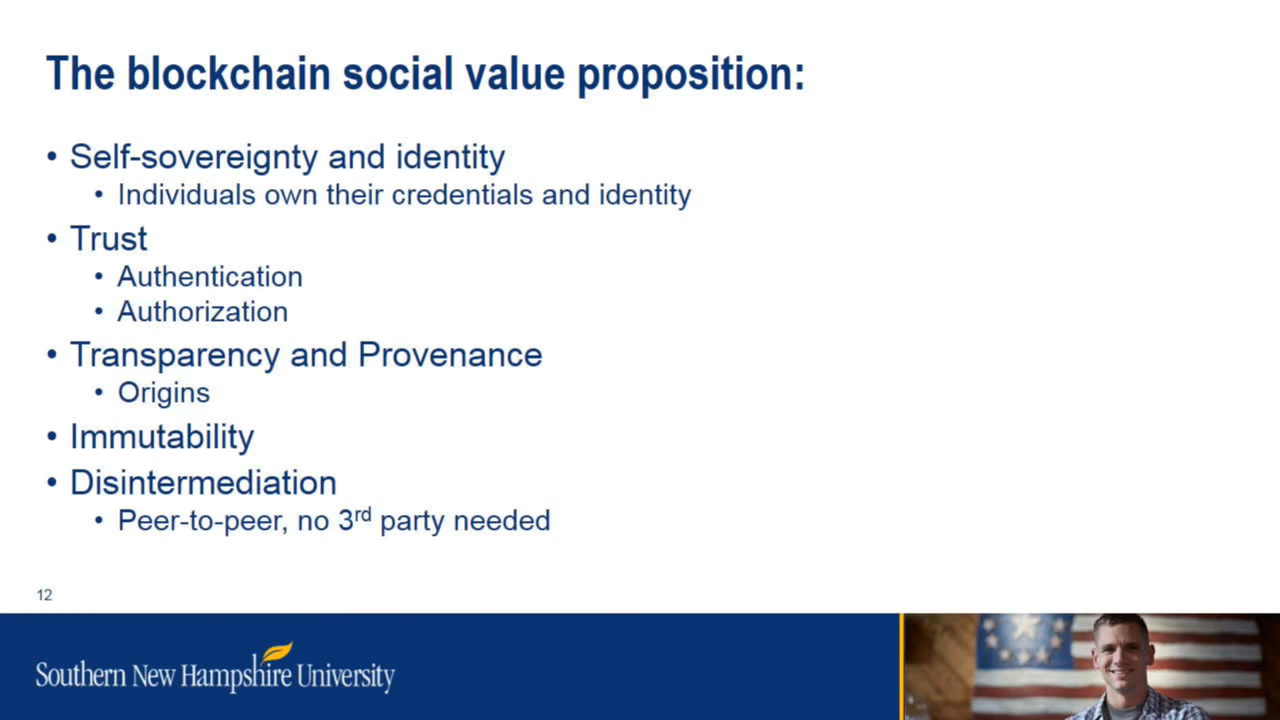 The blockchain social value proposition:
• Self-sovereignty and identity
• Individuals own their credentials and identity
• Trust
• Authentication
• Authorization
• Transparency and Provenance
• Origins
• Immutability
• Disintermediation
• Peer-to-peer, no 3rd party needed
12
Southern New Hampshire University